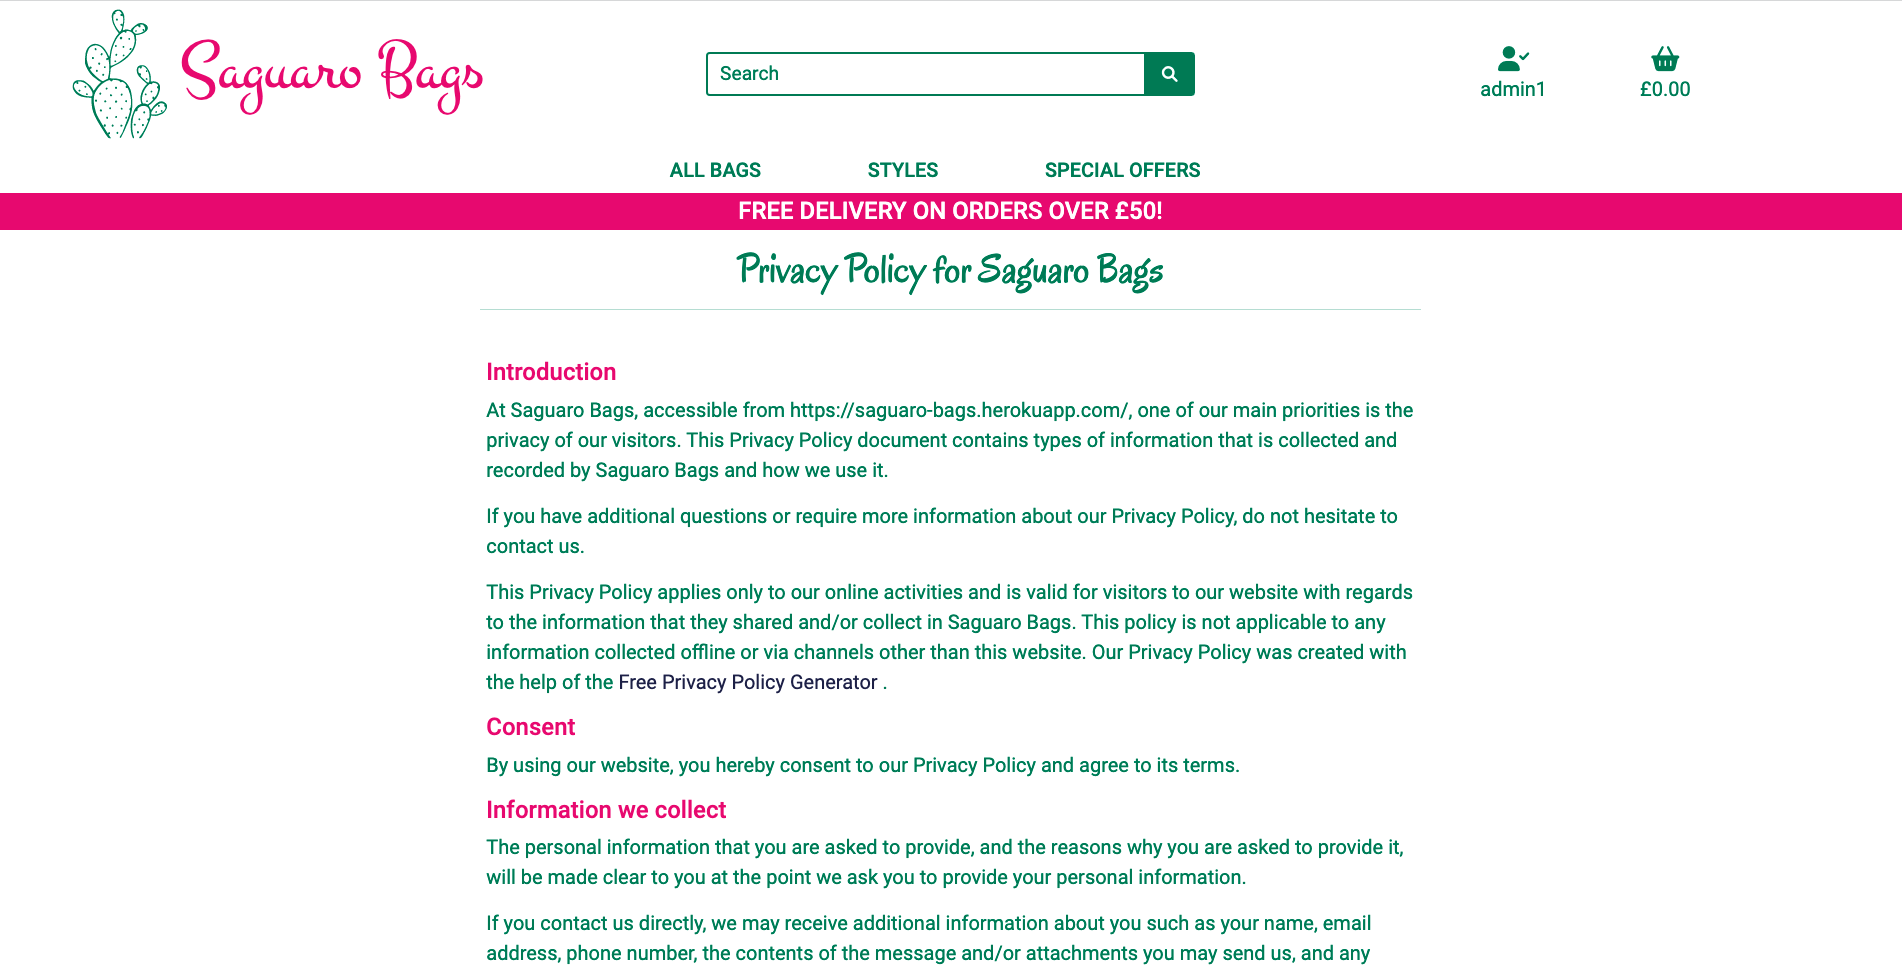 Saguaro Bags
Search
admin1
£0.00
ALL BAGS
STYLES
SPECIAL OFFERS
FREE DELIVERY ON ORDERS OVER £50!
Privacy Policy for Saguaro Bags
Introduction
At Saguaro Bags, accessible from https://saguaro-bags.herokuapp.com/, one of our main priorities is the
privacy of our visitors. This Privacy Policy document contains types of information that is collected and
recorded by Saguaro Bags and how we use it.
If you have additional questions or require more information about our Privacy Policy, do not hesitate to
contact us.
This Privacy Policy applies only to our online activities and is valid for visitors to our website with regards
to the information that they shared and/or collect in Saguaro Bags. This policy is not applicable to any
information collected offline or via channels other than this website. Our Privacy Policy was created with
the help of the Free Privacy Policy Generator .
Consent
By using our website, you hereby consent to our Privacy Policy and agree to its terms.
Information we collect
The personal information that you are asked to provide, and the reasons why you are asked to provide it,
will be made clear to you at the point we ask you to provide your personal information.
If you contact us directly, we may receive additional information about you such as your name, email
address, phone number, the contents of the message and/or attachments you may send us, and any